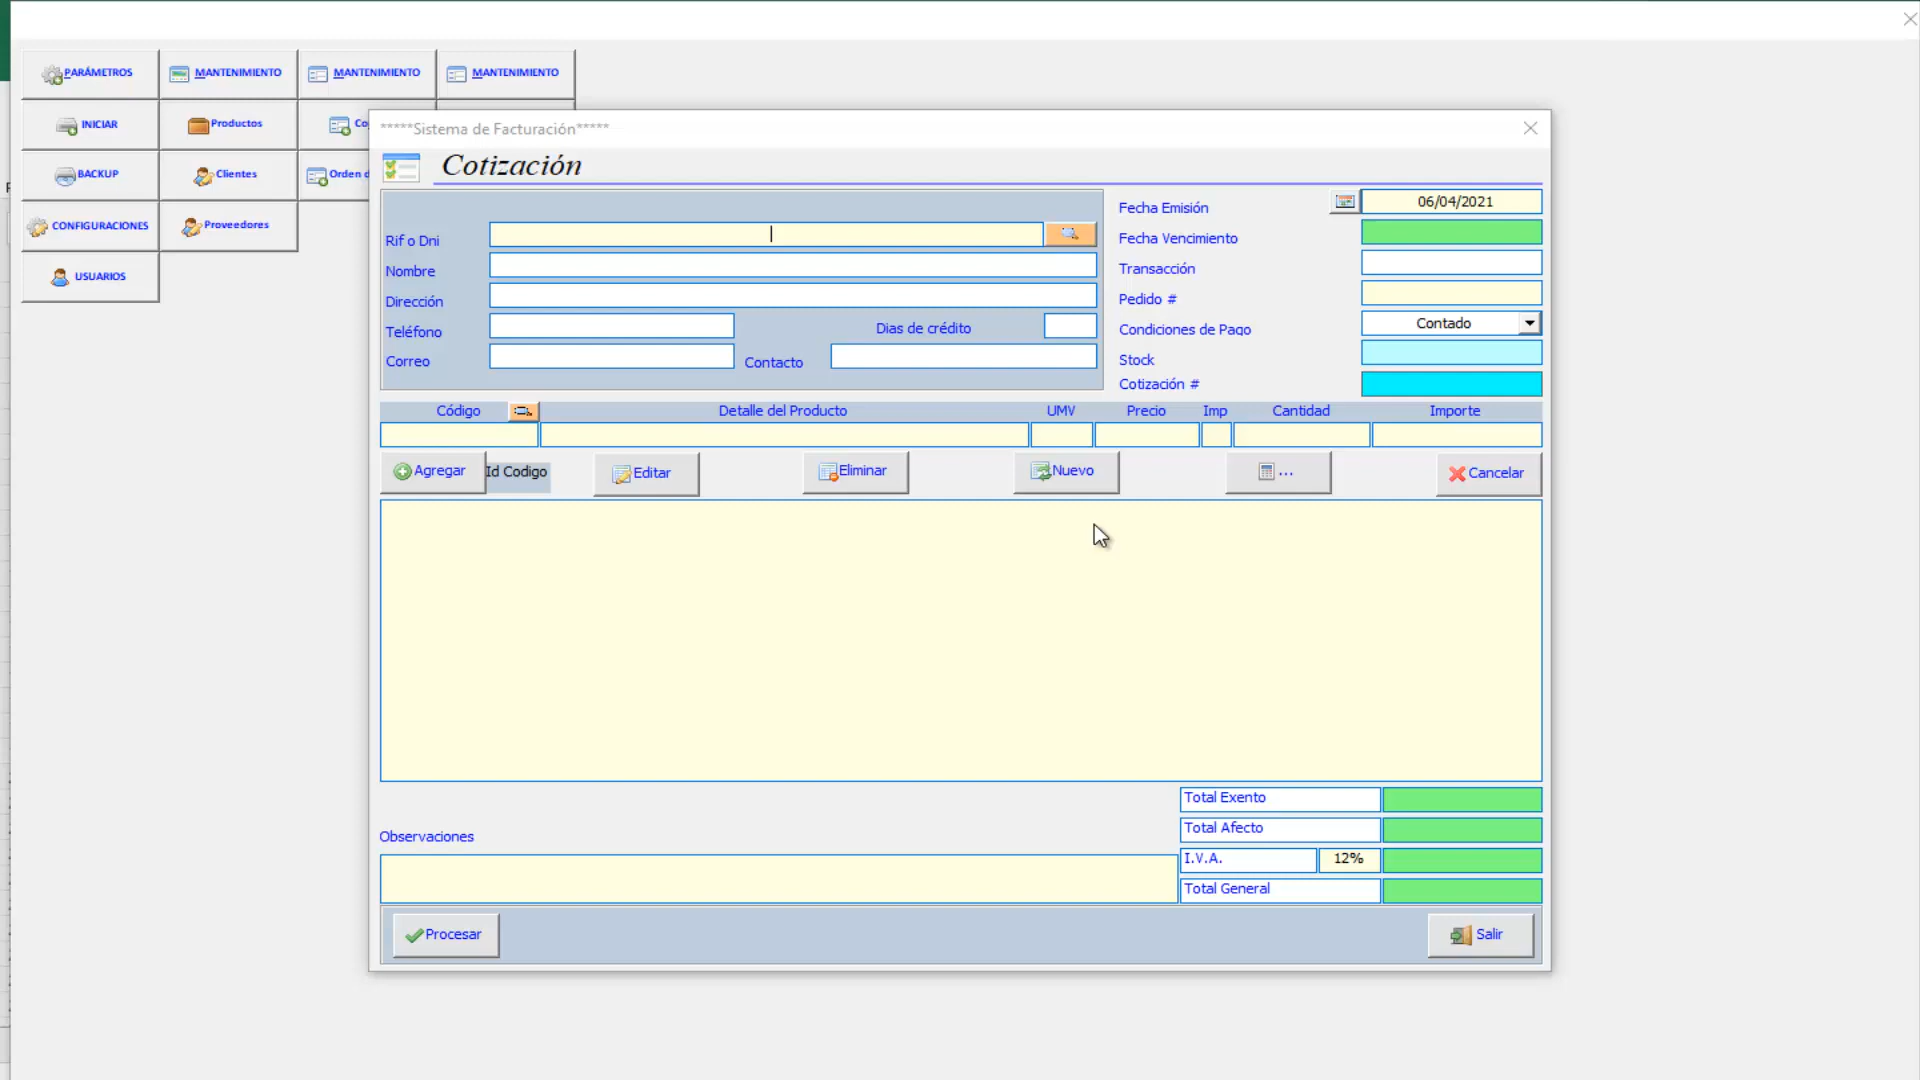 PARÁMETROS
MANTENIMIENTO
MANTENIMIENTO
MANTENIMIENTO
INICIAR
Productos
BACKUP
Clientes
Orden
CONFIGURACIONES
Proveedores
USUARIOS
*****Sistema de Facturación*****
Cotización
Rif o Dni
Nombre
Dirección
Teléfono
Dias de crédito
Correo
Contacto
Fecha Emisión
06/04/2021
Fecha Vencimiento
Transacción
Pedido #
Condiciones de Pago
Contado
Stock
Cotización #
Código
Detalle del Producto
UMV
Precio
Imp
Cantidad
Importe
Agregar
Id Codigo
Editar
Eliminar
Nuevo
...
Cancelar
Total Exento
Total Afecto
Observaciones
I.V.A.
12%
Total General
Procesar
Salir